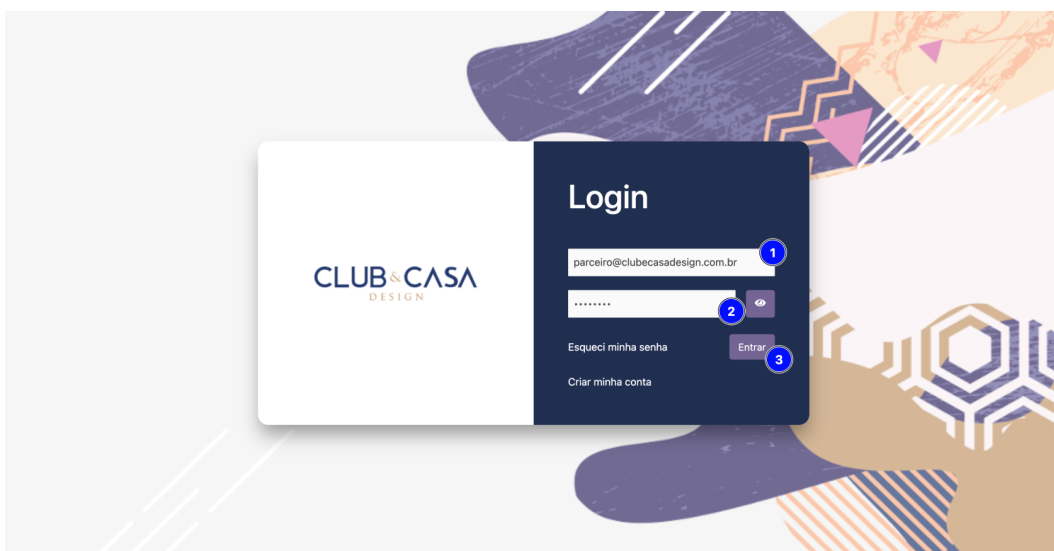 Login
parceiro@clubecasadesign.com.br
1
CLUB&CASA
DESIGN
........
2
Esqueci minha senha
Entrar
3
Criar minha conta